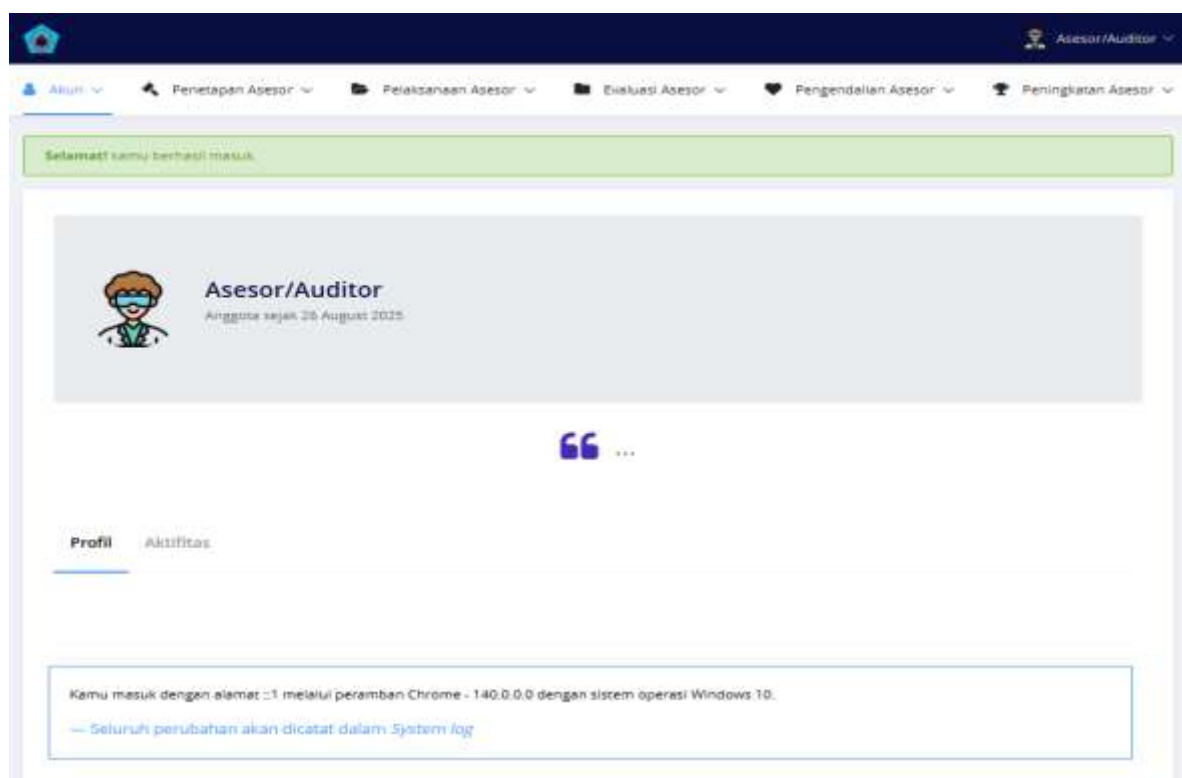 Asesor/Auditor
Akun Penetapan Asesor Pelaksanaan Asesor Evaluasi Asesor Pengendalian Asesor Peningkatan Asesor
Selamat! kamu berhasil masuk.
Asesor/Auditor
Anggota sejak 26 August 2025
...
Profil Aktifitas
Kamu masuk dengan alamat ::1 melalui peramban Chrome - 140.0.0.0 dengan sistem operasi Windows 10.
— Seluruh perubahan akan dicatat dalam System log